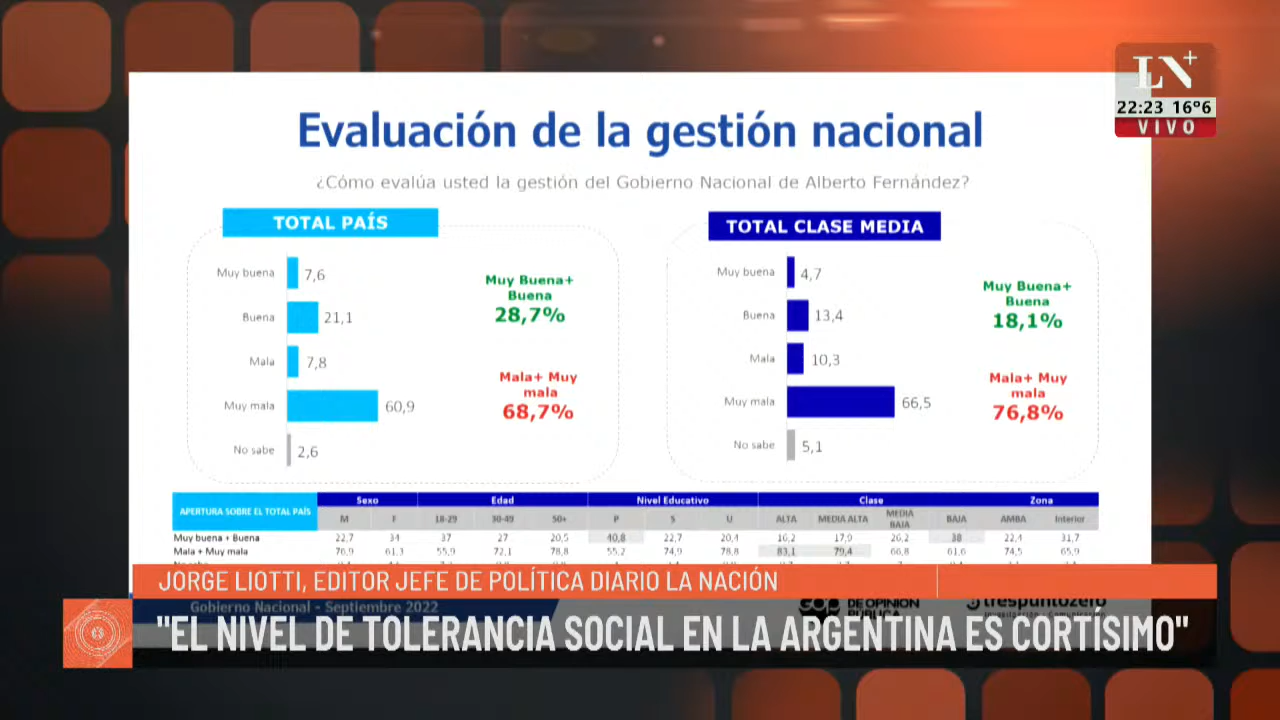 LN+
22:23 16°6
VIVO
Evaluación de la gestión nacional
¿Cómo evalúa usted la gestión del Gobierno Nacional de Alberto Fernández?
TOTAL PAÍS
Muy buena 7,6
Buena 21,1
Mala 7,8
Muy mala 60,9
No sabe 2,6
Muy Buena+
Buena
28,7%
Mala+ Muy
mala
68,7%
TOTAL CLASE MEDIA
Muy buena 4,7
Buena 13,4
Mala 10,3
Muy mala 66,5
No sabe 5,1
Muy Buena+
Buena
18,1%
Mala+ Muy
mala
76,8%
APERTURA SOBRE EL TOTAL PAÍS
Sexo Edad Nivel Educativo Clase Zona
M F 18-29 30-49 50+ P S U ALTA MEDIA ALTA MEDIA BAJA BAJA AMBA Interior
Muy buena + Buena 22,7 34 37 27 20,5 40,8 22,7 20,4 16,2 17,9 26,2 38 22,4 31,7
Mala + Muy mala 76,9 61,3 55,9 72,1 78,8 55,2 74,9 78,8 83,1 79,4 66,8 61,6 74,5 65,9
JORGE LIOTTI, EDITOR JEFE DE POLÍTICA DIARIO LA NACIÓN
Gobierno Nacional - Septiembre 2022
DE OPINIÓN
PÚBLICA
trespuntozero
"EL NIVEL DE TOLERANCIA SOCIAL EN LA ARGENTINA ES CORTÍSIMO"